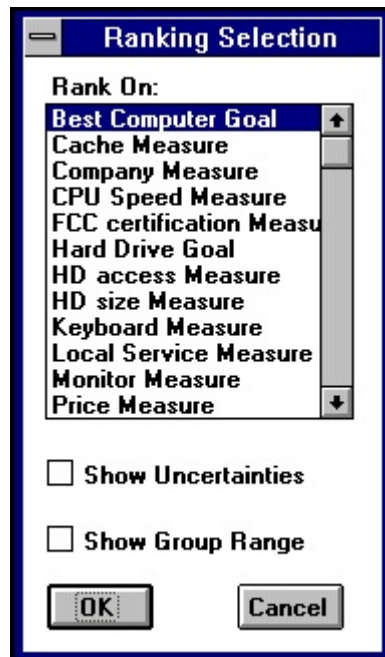 Ranking Selection
Rank On:
Best Computer Goal
Cache Measure
Company Measure
CPU Speed Measure
FCC certification Measu
Hard Drive Goal
HD access Measure
HD size Measure
Keyboard Measure
Local Service Measure
Monitor Measure
Price Measure
Show Uncertainties
Show Group Range
OK Cancel